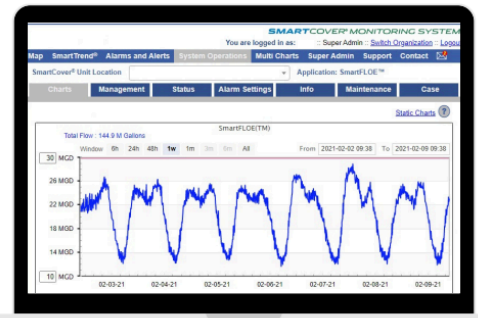 SMARTCOVER® MONITORING SYSTEM
You are logged in as: :: Super Admin :: Switch Organization :: Logou
Map SmartTrend® Alarms and Alerts System Operations Multi Charts Super Admin Support Contact
SmartCover® Unit Location Application: SmartFLOE™
Charts Management Status Alarm Settings Info Maintenance Case
Static Charts ?
SmartFLOE(TM)
Total Flow : 144.9 M Gallons
Window 6h 24h 48h 1w 1m 3m 6m All From 2021-02-02 09:38 To 2021-02-09 09:38
30 MGD
26 MGD
22 MGD
18 MGD
14 MGD
10 MGD
02-03-21 02-04-21 02-05-21 02-06-21 02-07-21 02-08-21 02-09-21